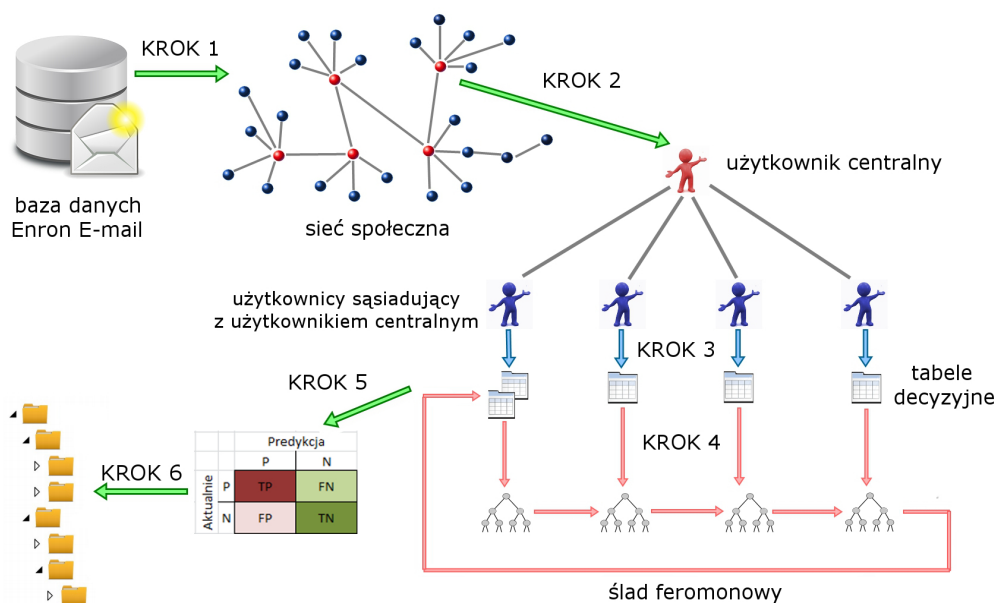 KROK 1
KROK 2
użytkownik centralny
baza danych
Enron E-mail
sieć społeczna
użytkownicy sąsiadujący
z użytkownikiem centralnym
KROK 3
tabele
decyzyjne
KROK 5
KROK 4
Predykcja
P N
Aktualnie
P TP FN
N FP TN
KROK 6
ślad feromonowy